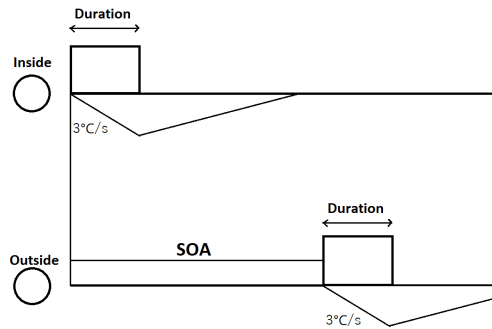 Duration
Inside
3°C/s
Duration
SOA
Outside
3°C/s